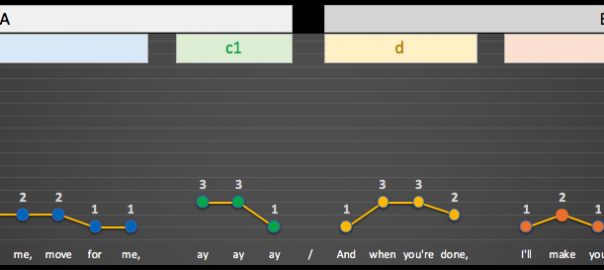 A
c1 d
2 2 1 1 3 3 1 1 3 3 2 1 2 1
me, move for me, ay ay ay / And when you're done, I'll make